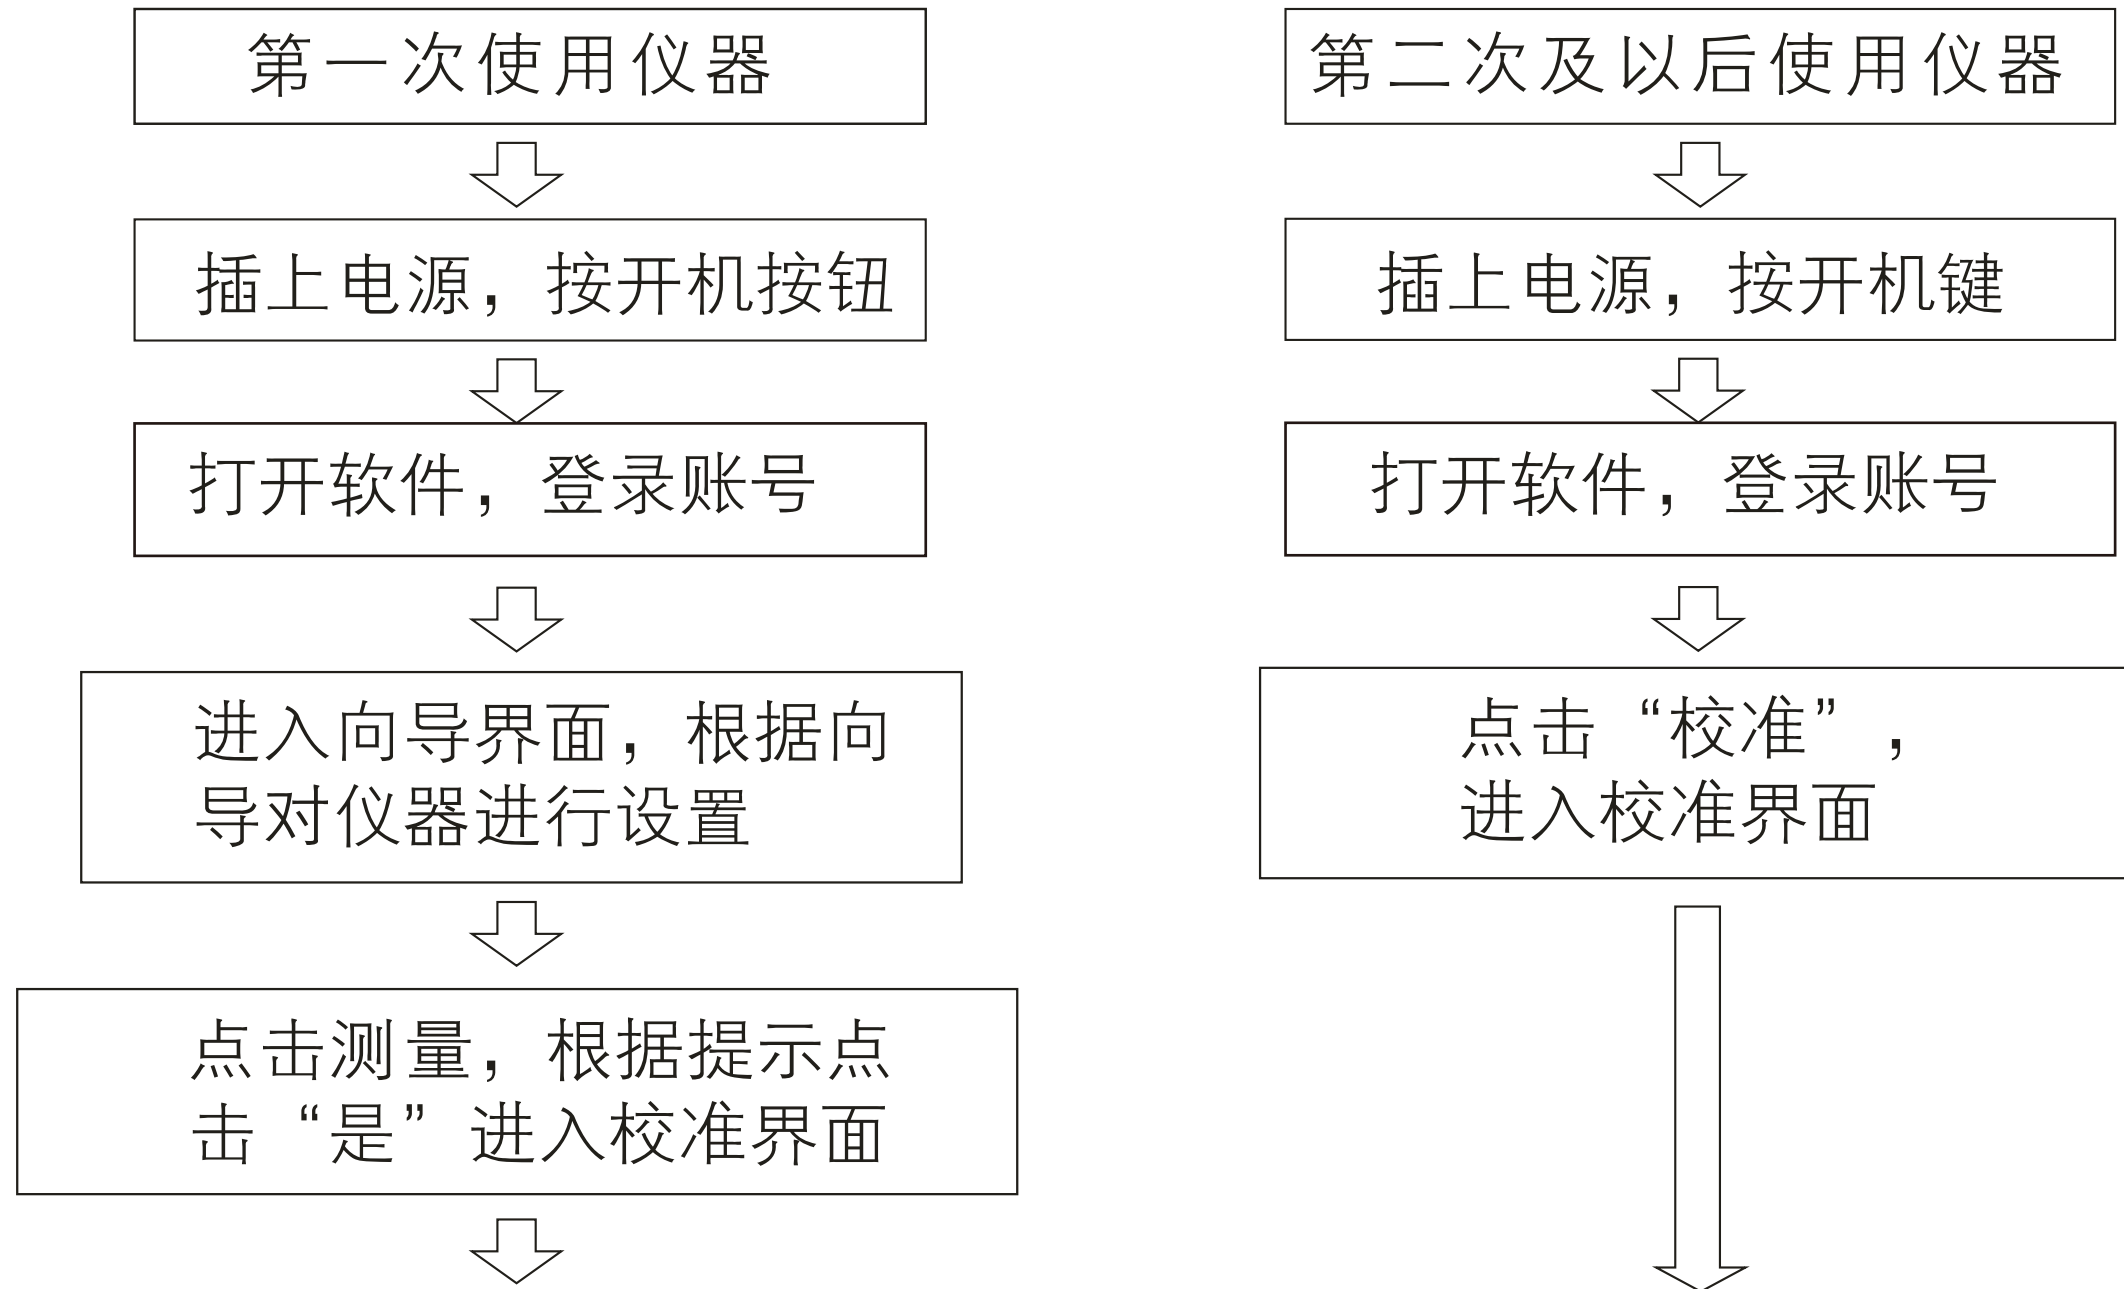 第一次使用仪器
插上电源，按开机按钮
打开软件，登录账号
进入向导界面，根据向
导对仪器进行设置
点击测量，根据提示点
击“是”进入校准界面
第二次及以后使用仪器
插上电源，按开机键
打开软件，登录账号
点击“校准”，
进入校准界面